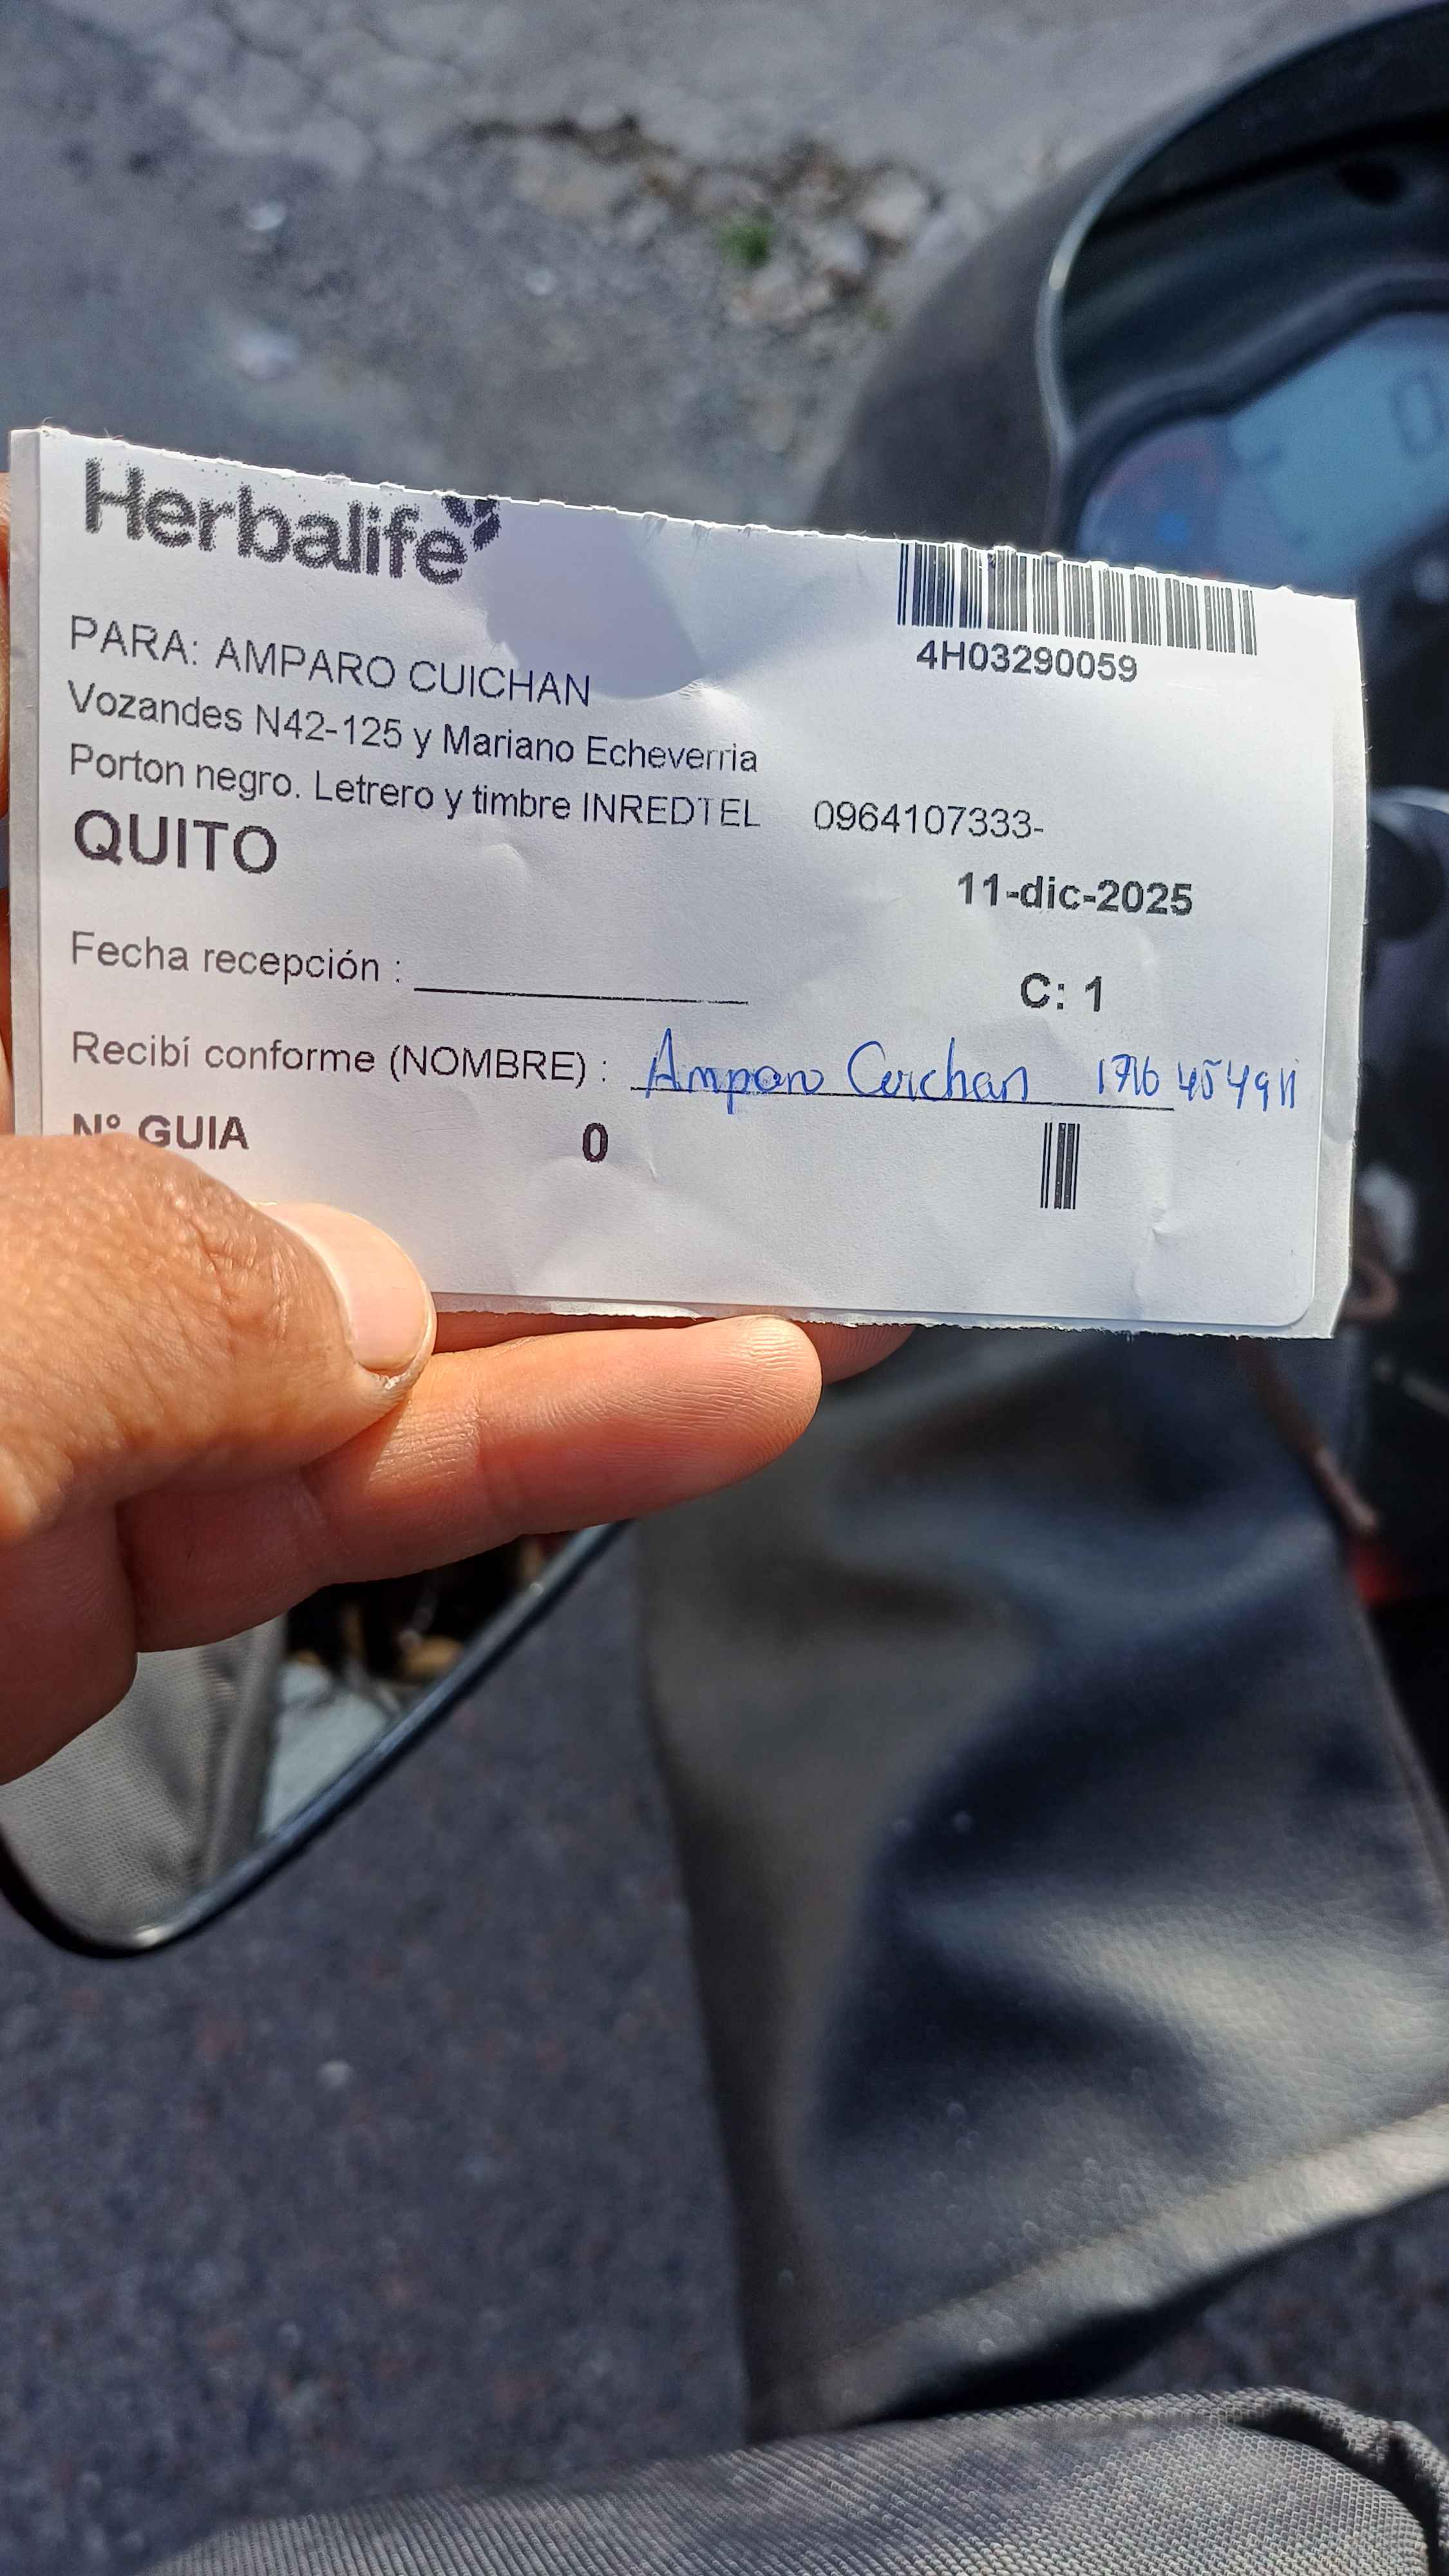 Herbalife
4H03290059
PARA: AMPARO CUICHAN
Vozandes N42-125 y Mariano Echeverria
Porton negro. Letrero y timbre INREDTEL 0964107333-
QUITO
11-dic-2025
Fecha recepción :
C: 1
Recibí conforme (NOMBRE) : Amparo Cuichan
N° GUIA 0